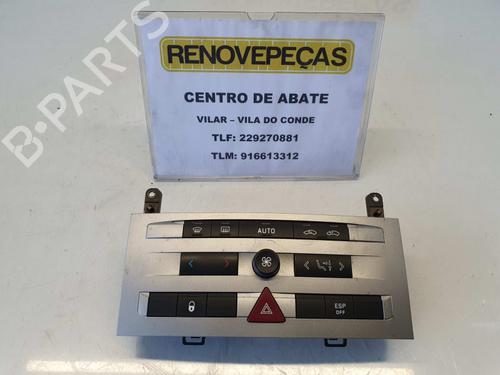 RENOVEPEÇAS
CENTRO DE ABATE
VILAR – VILA DO CONDE
TLF: 229270881
TLM: 916613312
B-PARTS
AUTO
ESP
OFF